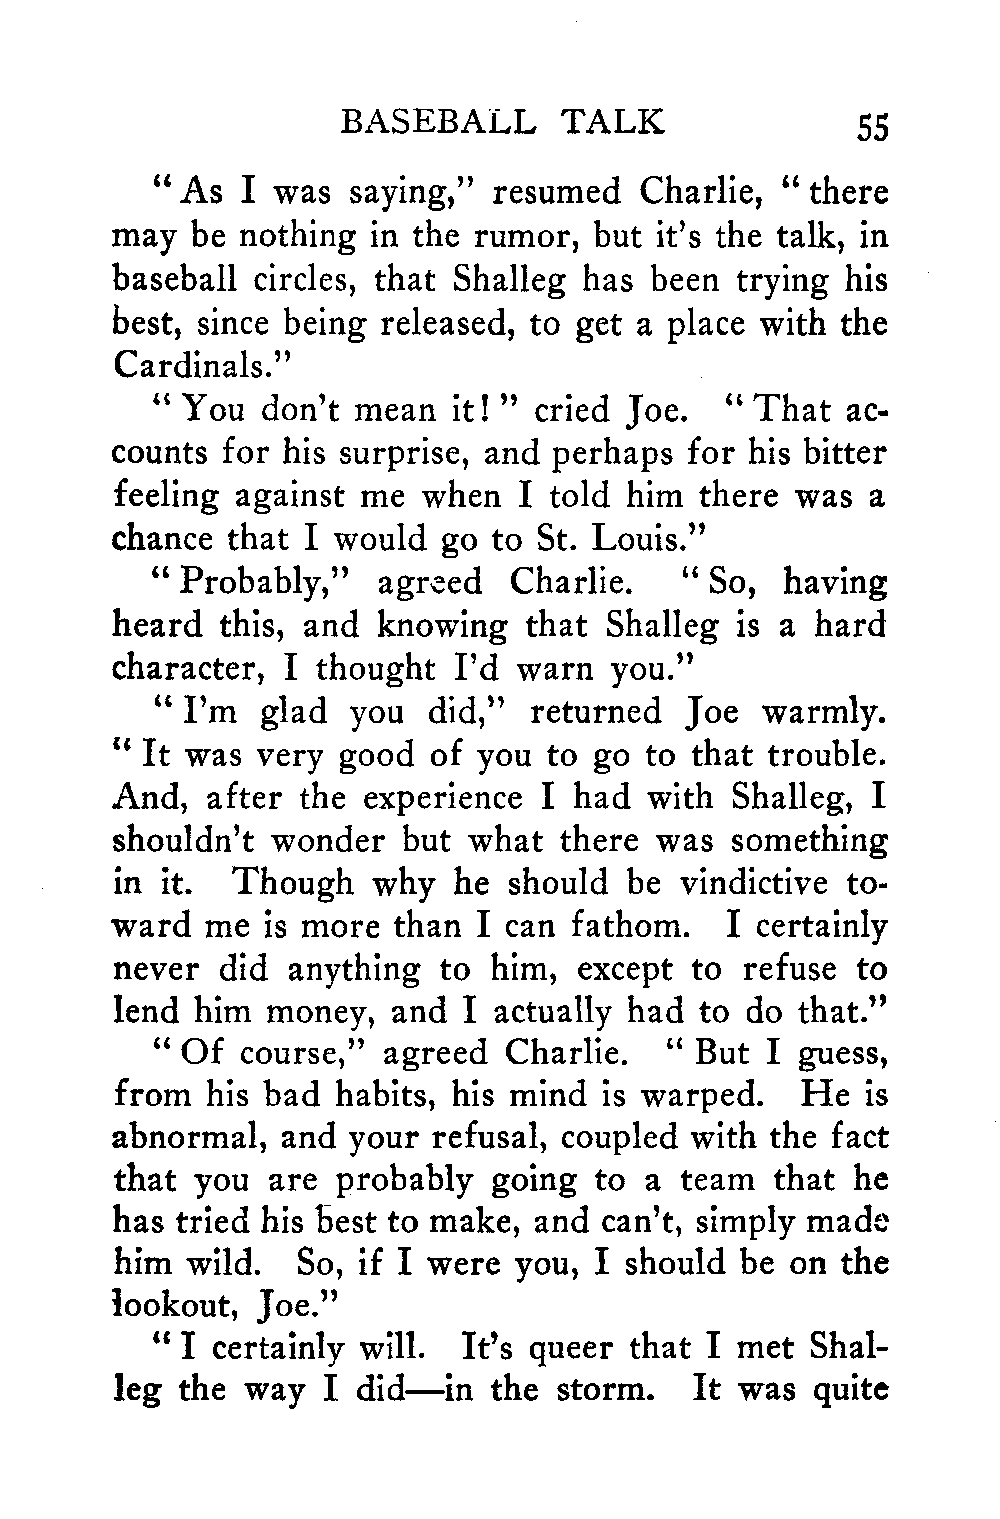 BASEBALL TALK 55
" As I was saying," resumed Charlie, " there
may be nothing in the rumor, but it's the talk, in
baseball circles, that Shalleg has been trying his
best, since being released, to get a place with the
Cardinals."
" You don't mean it! " cried Joe. " That ac-
counts for his surprise, and perhaps for his bitter
feeling against me when I told him there was a
chance that I would go to St. Louis."
" Probably," agreed Charlie. " So, having
heard this, and knowing that Shalleg is a hard
character, I thought I'd warn you."
" I'm glad you did," returned Joe warmly.
" It was very good of you to go to that trouble.
And, after the experience I had with Shalleg, I
shouldn't wonder but what there was something
in it. Though why he should be vindictive to-
ward me is more than I can fathom. I certainly
never did anything to him, except to refuse to
lend him money, and I actually had to do that."
" Of course," agreed Charlie. " But I guess,
from his bad habits, his mind is warped. He is
abnormal, and your refusal, coupled with the fact
that you are probably going to a team that he
has tried his best to make, and can't, simply made
him wild. So, if I were you, I should be on the
lookout, Joe."
" I certainly will. It's queer that I met Shal-
leg the way I did—in the storm. It was quite